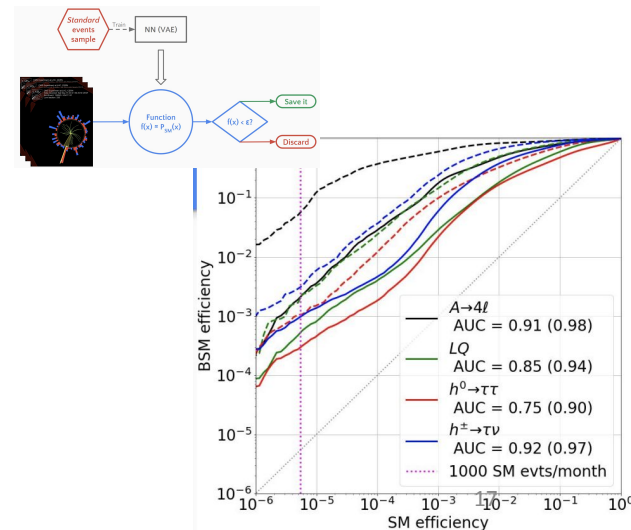 Standard
events
sample
Train
NN (VAE)
Function
f(x) = P_SM(x)
f(x) < ε?
Save it
Discard
BSM efficiency
10⁻¹
10⁻²
10⁻³
10⁻⁴
10⁻⁵
10⁻⁶
A→4ℓ
AUC = 0.91 (0.98)
LQ
AUC = 0.85 (0.94)
h⁰→ττ
AUC = 0.75 (0.90)
h±→τν
AUC = 0.92 (0.97)
1000 SM evts/month
10⁻⁶ 10⁻⁵ 10⁻⁴ 10⁻³ 10⁻² 10⁻¹ 10⁰
17
SM efficiency